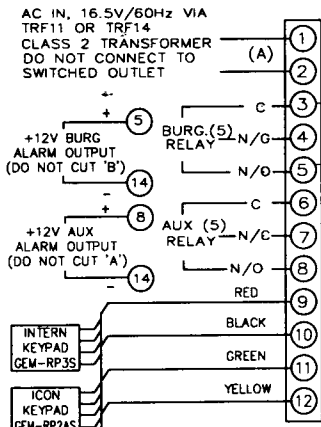 AC IN, 16.5V/60Hz VIA
TRF11 OR TRF14
CLASS 2 TRANSFORMER
DO NOT CONNECT TO
SWITCHED OUTLET
(A)
1
2
+
5
+12V BURG
ALARM OUTPUT
(DO NOT CUT 'B')
14
−
BURG.(5)
RELAY
C
3
N/C
4
N/O
5
+
8
+12V AUX
ALARM OUTPUT
(DO NOT CUT 'A')
14
−
AUX (5)
RELAY
C
6
N/C
7
N/O
8
RED
9
BLACK
10
GREEN
11
YELLOW
12
INTERN
KEYPAD
GEM-RP3S
ICON
KEYPAD
GEM-RP2AS